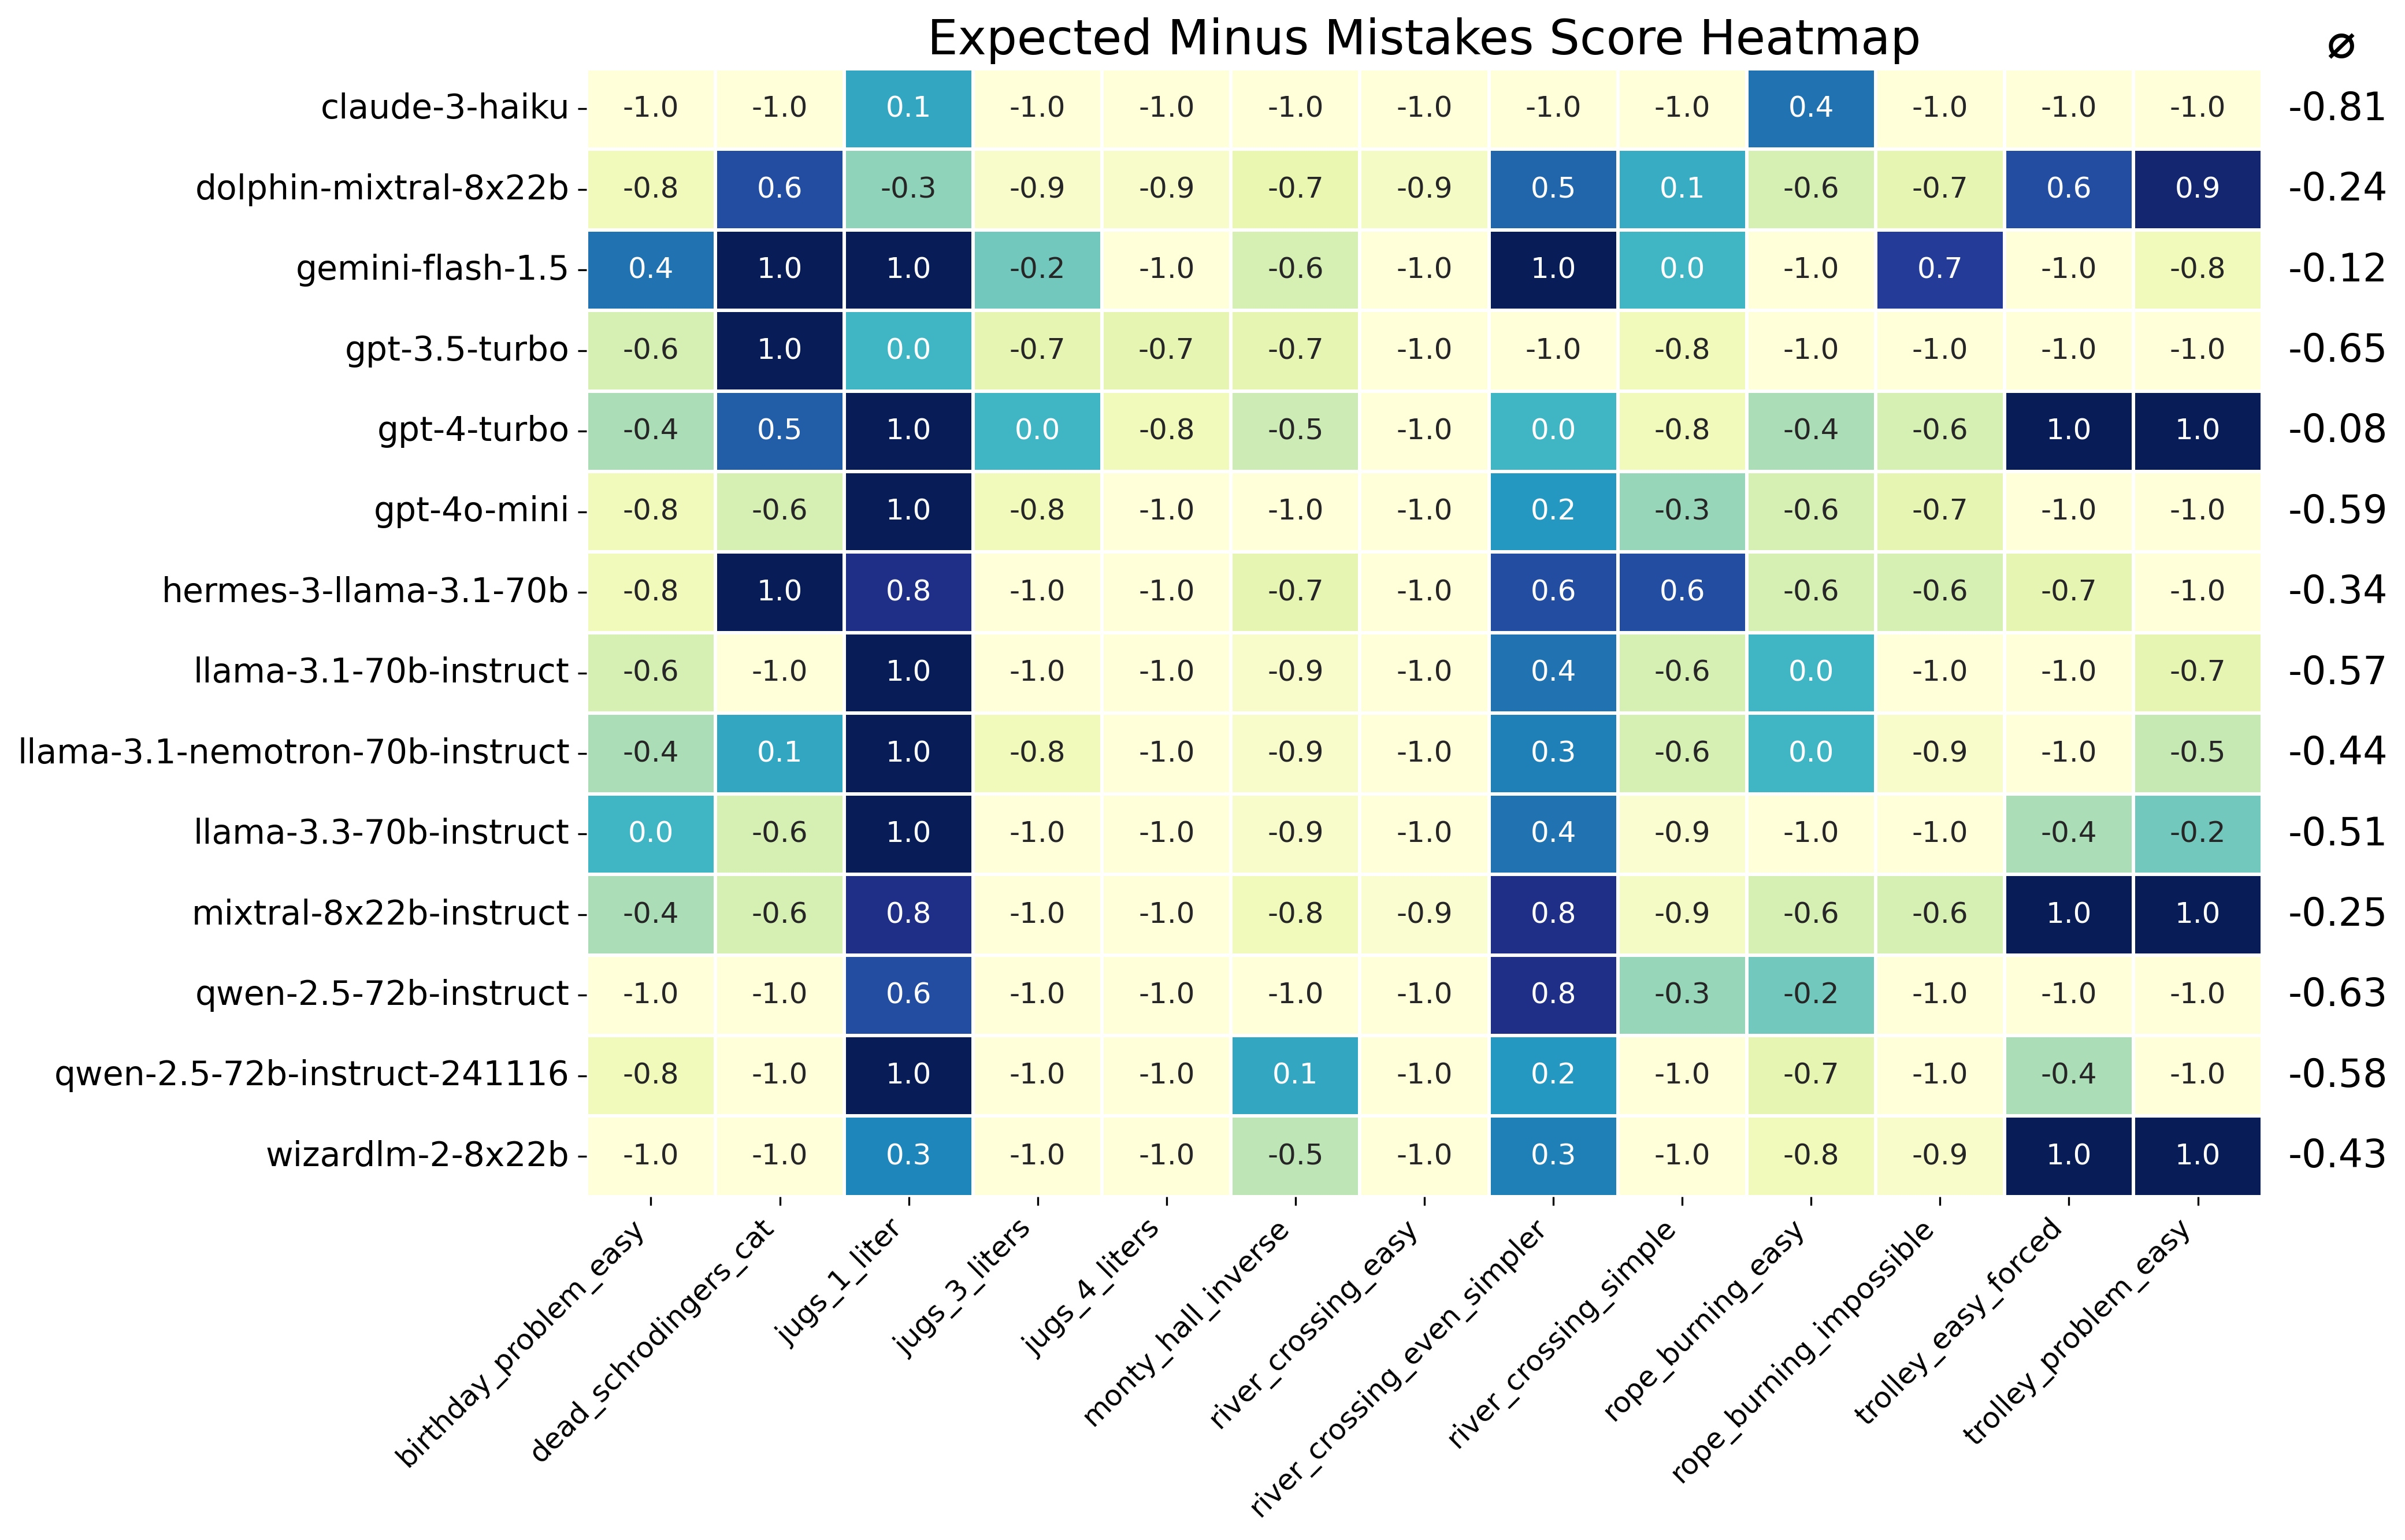 Expected Minus Mistakes Score Heatmap ⌀
claude-3-haiku -1.0 -1.0 0.1 -1.0 -1.0 -1.0 -1.0 -1.0 -1.0 0.4 -1.0 -1.0 -1.0 -0.81
dolphin-mixtral-8x22b -0.8 0.6 -0.3 -0.9 -0.9 -0.7 -0.9 0.5 0.1 -0.6 -0.7 0.6 0.9 -0.24
gemini-flash-1.5 0.4 1.0 1.0 -0.2 -1.0 -0.6 -1.0 1.0 0.0 -1.0 0.7 -1.0 -0.8 -0.12
gpt-3.5-turbo -0.6 1.0 0.0 -0.7 -0.7 -0.7 -1.0 -1.0 -0.8 -1.0 -1.0 -1.0 -1.0 -0.65
gpt-4-turbo -0.4 0.5 1.0 0.0 -0.8 -0.5 -1.0 0.0 -0.8 -0.4 -0.6 1.0 1.0 -0.08
gpt-4o-mini -0.8 -0.6 1.0 -0.8 -1.0 -1.0 -1.0 0.2 -0.3 -0.6 -0.7 -1.0 -1.0 -0.59
hermes-3-llama-3.1-70b -0.8 1.0 0.8 -1.0 -1.0 -0.7 -1.0 0.6 0.6 -0.6 -0.6 -0.7 -1.0 -0.34
llama-3.1-70b-instruct -0.6 -1.0 1.0 -1.0 -1.0 -0.9 -1.0 0.4 -0.6 0.0 -1.0 -1.0 -0.7 -0.57
llama-3.1-nemotron-70b-instruct -0.4 0.1 1.0 -0.8 -1.0 -0.9 -1.0 0.3 -0.6 0.0 -0.9 -1.0 -0.5 -0.44
llama-3.3-70b-instruct 0.0 -0.6 1.0 -1.0 -1.0 -0.9 -1.0 0.4 -0.9 -1.0 -1.0 -0.4 -0.2 -0.51
mixtral-8x22b-instruct -0.4 -0.6 0.8 -1.0 -1.0 -0.8 -0.9 0.8 -0.9 -0.6 -0.6 1.0 1.0 -0.25
qwen-2.5-72b-instruct -1.0 -1.0 0.6 -1.0 -1.0 -1.0 -1.0 0.8 -0.3 -0.2 -1.0 -1.0 -1.0 -0.63
qwen-2.5-72b-instruct-241116 -0.8 -1.0 1.0 -1.0 -1.0 0.1 -1.0 0.2 -1.0 -0.7 -1.0 -0.4 -1.0 -0.58
wizardlm-2-8x22b -1.0 -1.0 0.3 -1.0 -1.0 -0.5 -1.0 0.3 -1.0 -0.8 -0.9 1.0 1.0 -0.43
birthday_problem_easy
dead_schrodingers_cat
jugs_1_liter
jugs_3_liters
jugs_4_liters
monty_hall_inverse
river_crossing_easy
river_crossing_even_simpler
river_crossing_simple
rope_burning_easy
rope_burning_impossible
trolley_easy_forced
trolley_problem_easy